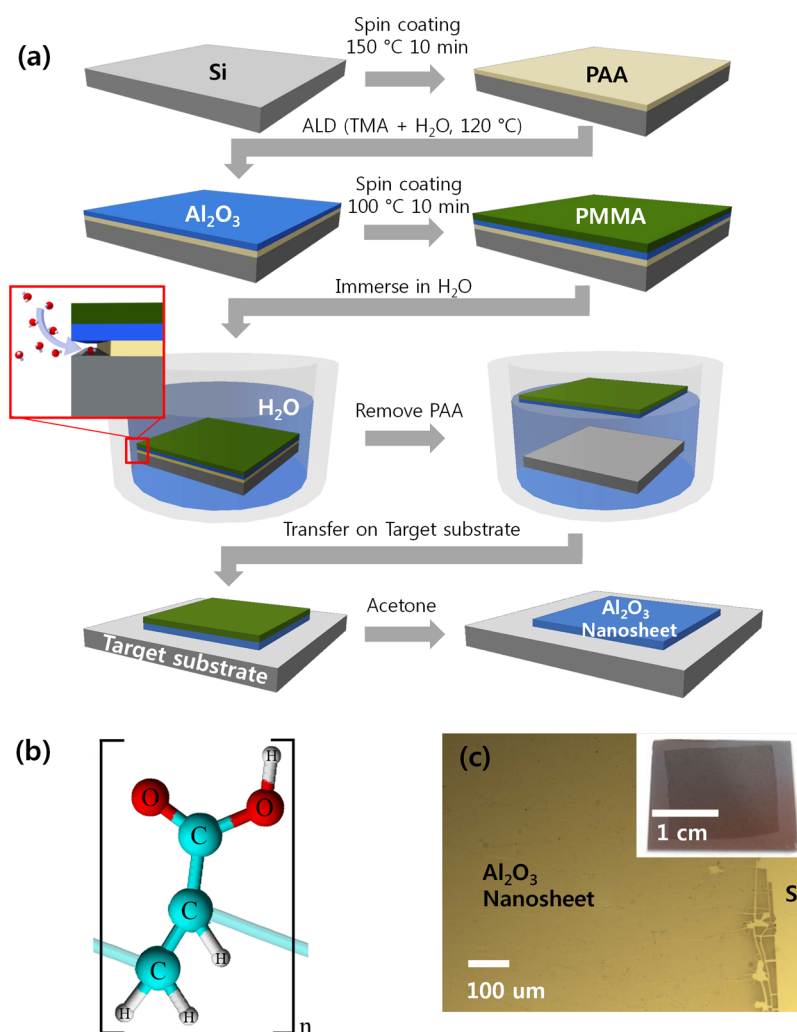 (a)
Si
Spin coating
150 °C 10 min
PAA
ALD (TMA + H₂O, 120 °C)
Al₂O₃
Spin coating
100 °C 10 min
PMMA
Immerse in H₂O
H₂O
Remove PAA
Transfer on Target substrate
Target substrate
Acetone
Al₂O₃
Nanosheet
(b)
H
O
O
C
C
H
C
H
H
n
(c)
1 cm
Al₂O₃
Nanosheet
S
100 um